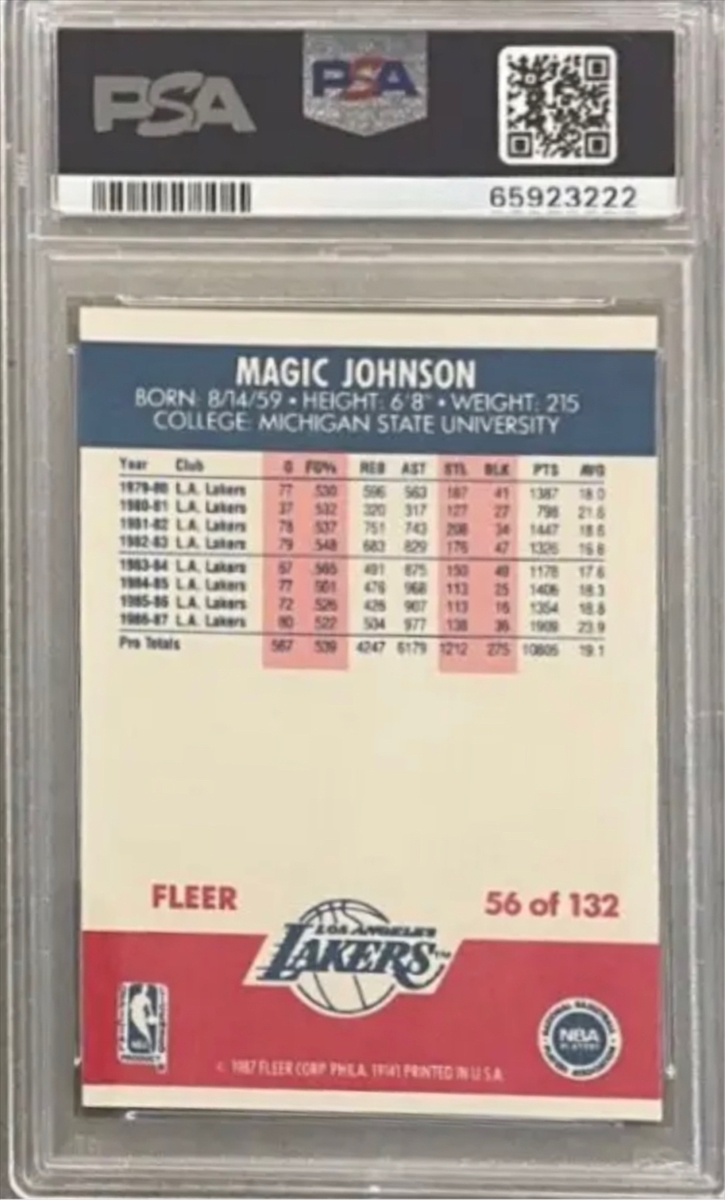 PSA PSA
65923222
MAGIC JOHNSON
BORN: 8/14/59 • HEIGHT: 6'8" • WEIGHT: 215
COLLEGE: MICHIGAN STATE UNIVERSITY
Year Club G FG% REB AST STL BLK PTS AVG
1979-80 L.A. Lakers 77 .530 596 563 187 41 1387 18.0
1980-81 L.A. Lakers 37 .532 320 317 127 27 798 21.6
1981-82 L.A. Lakers 78 .537 751 743 208 34 1447 18.6
1982-83 L.A. Lakers 79 .548 683 829 176 47 1326 16.8
1983-84 L.A. Lakers 67 .565 491 875 150 49 1178 17.6
1984-85 L.A. Lakers 77 .561 476 968 113 25 1406 18.3
1985-86 L.A. Lakers 72 .526 426 907 113 16 1354 18.8
1986-87 L.A. Lakers 80 .522 504 977 138 36 1909 23.9
Pro Totals 567 .539 4247 6179 1212 275 10805 19.1
FLEER
56 of 132
LOS ANGELES
LAKERS™
NBA
PLAYERS
© 1987 FLEER CORP. PHILA. 19141 PRINTED IN U.S.A.